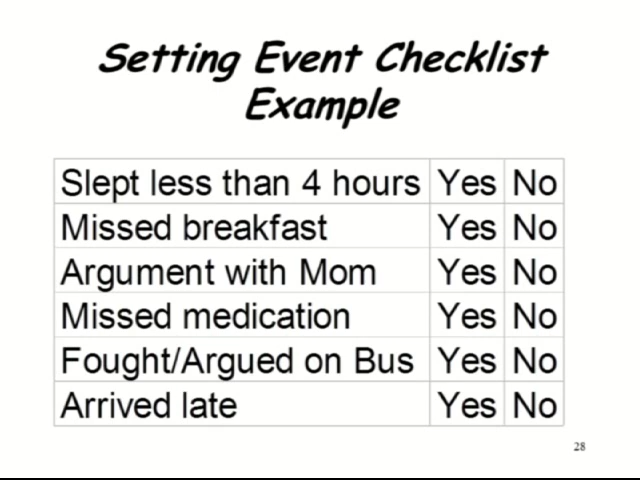 Setting Event Checklist
Example
Slept less than 4 hours Yes No
Missed breakfast Yes No
Argument with Mom Yes No
Missed medication Yes No
Fought/Argued on Bus Yes No
Arrived late Yes No
28